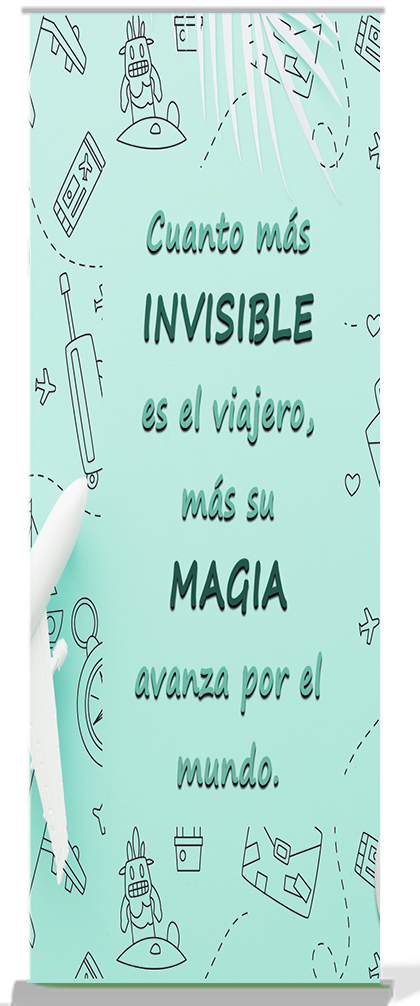 Cuanto más
INVISIBLE
es el viajero,
más su
MAGIA
avanza por el
mundo.